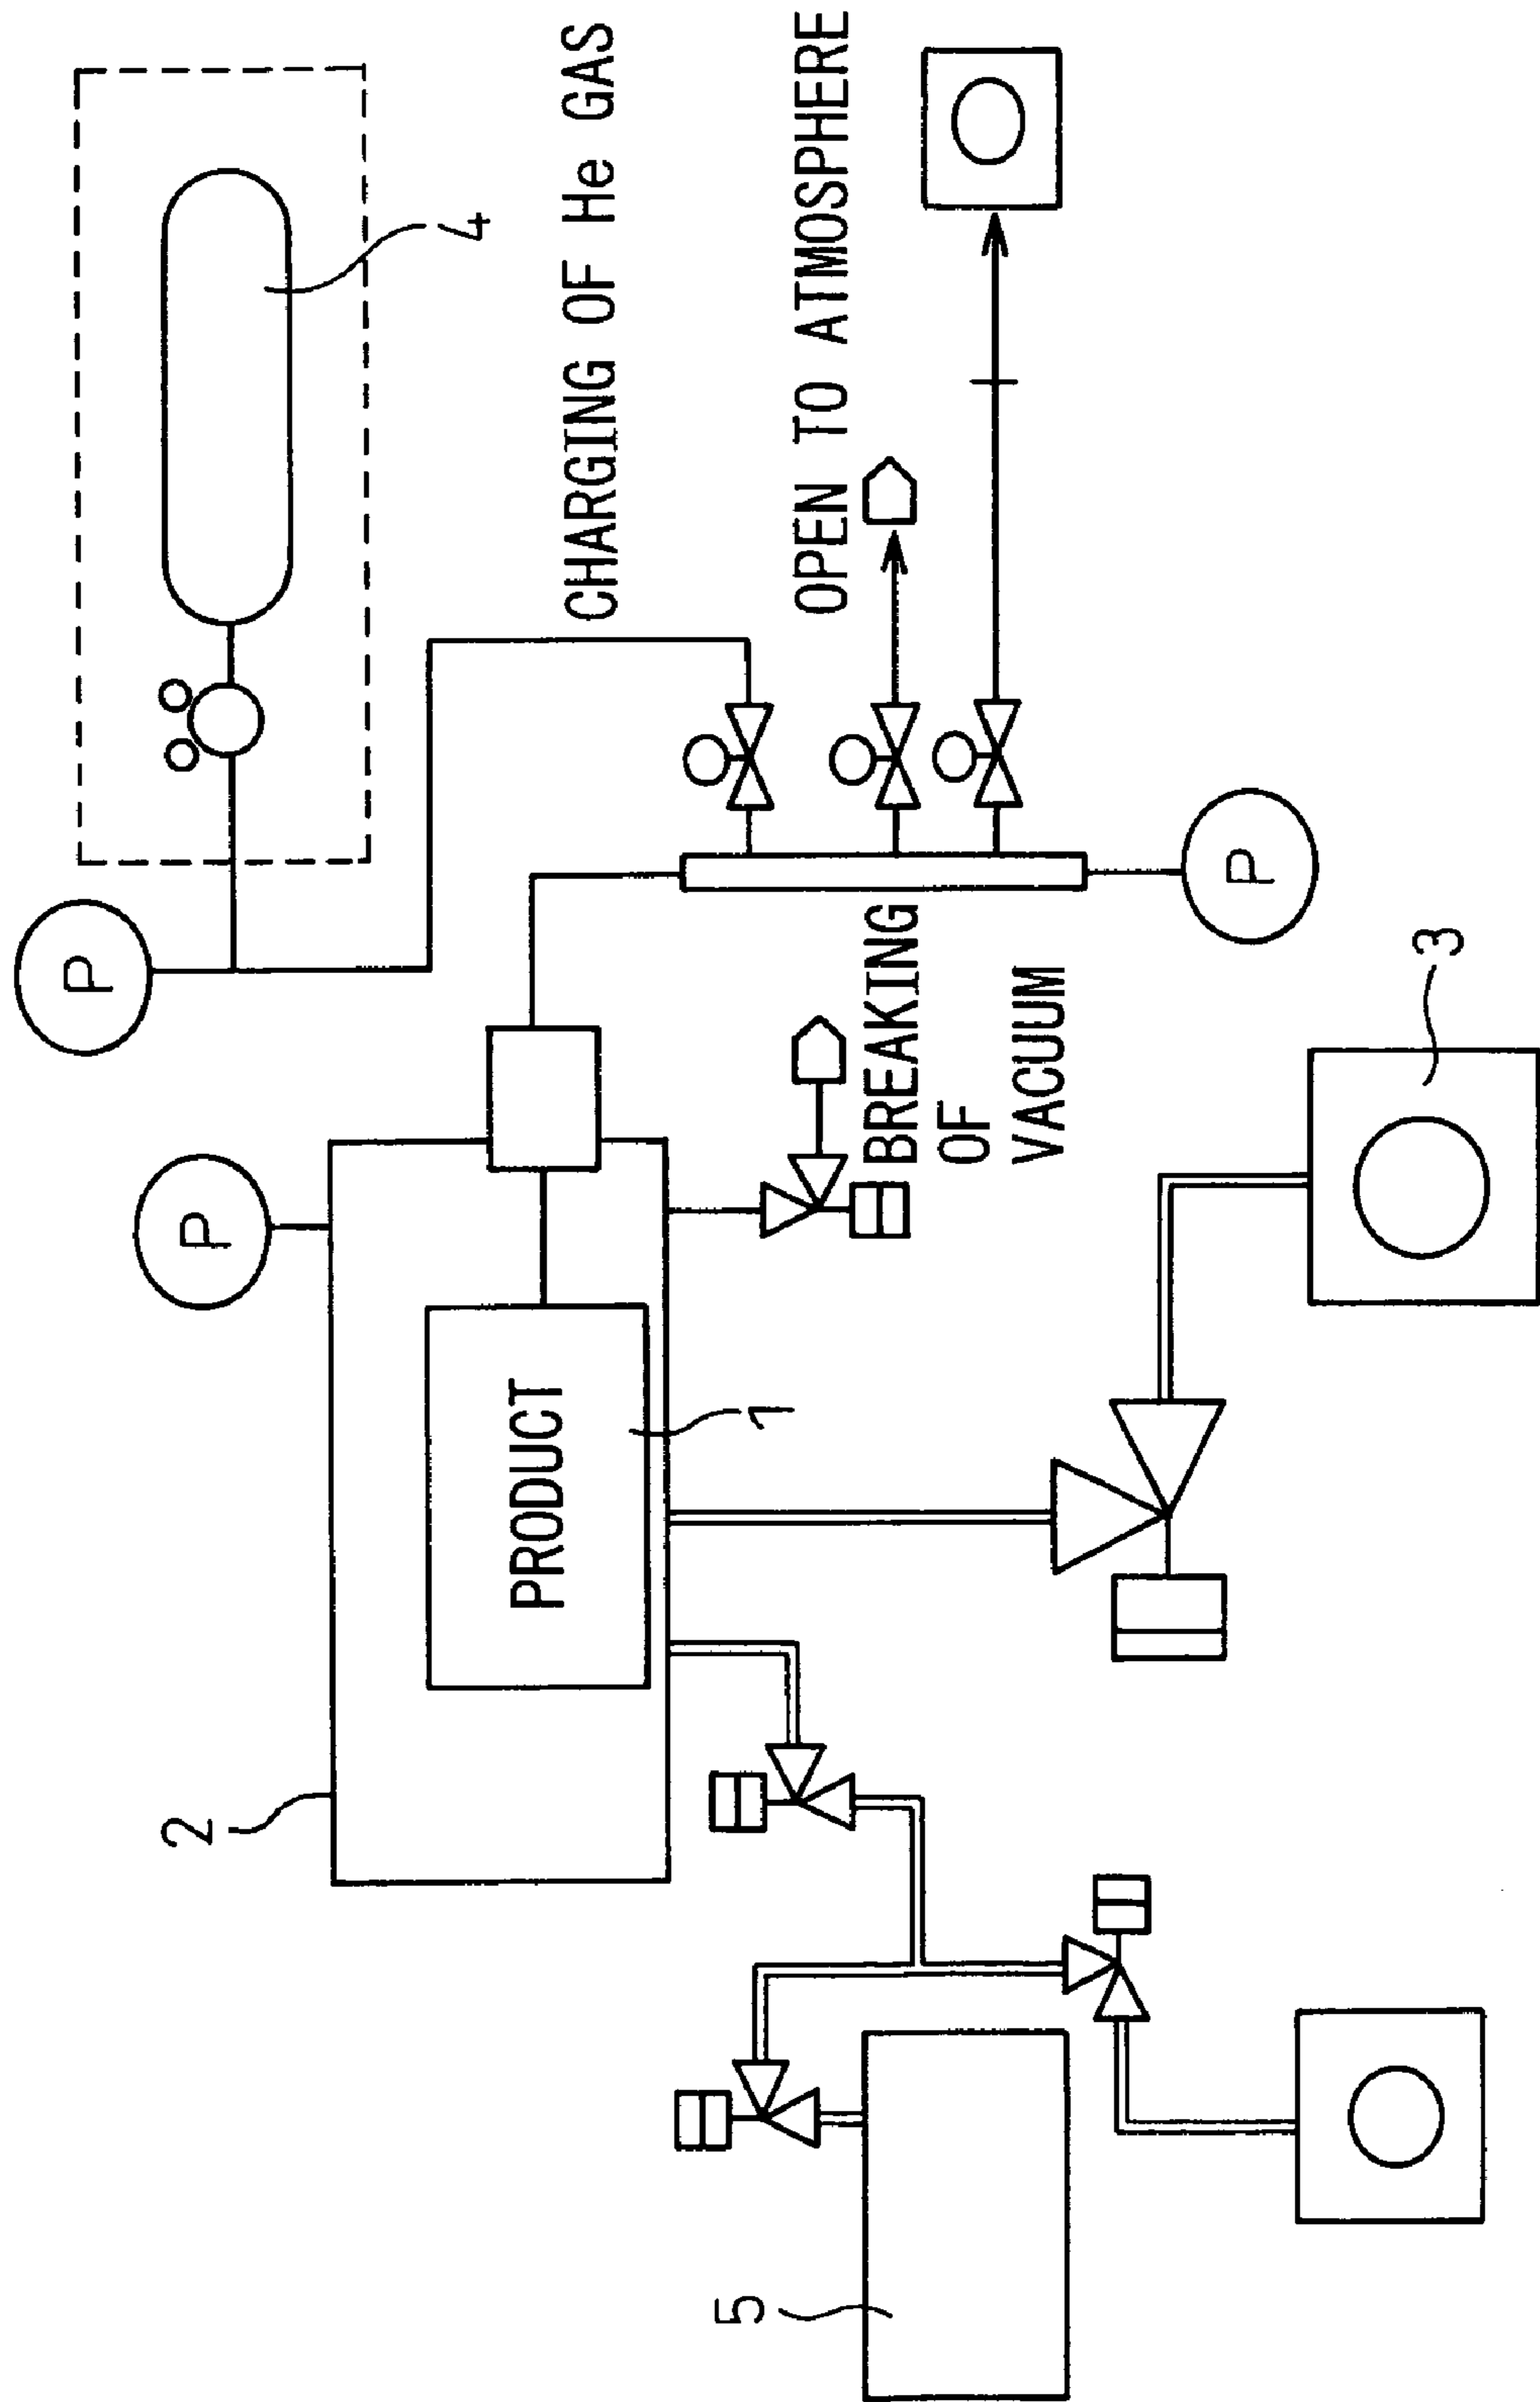 P
P
2
4
PRODUCT
CHARGING OF He GAS
5
1
OPEN TO ATMOSPHERE
BREAKING
OF
VACUUM
P
3